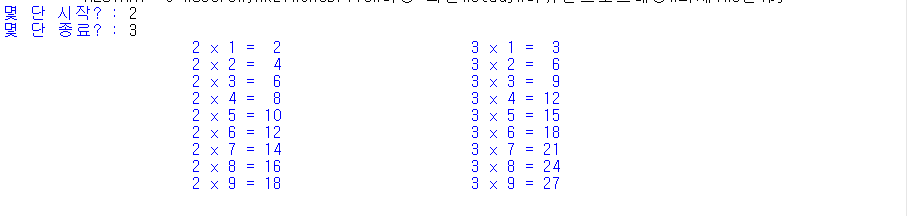 몇 단 시작? : 2
몇 단 종료? : 3
2 x 1 =  2 3 x 1 =  3
2 x 2 =  4 3 x 2 =  6
2 x 3 =  6 3 x 3 =  9
2 x 4 =  8 3 x 4 = 12
2 x 5 = 10 3 x 5 = 15
2 x 6 = 12 3 x 6 = 18
2 x 7 = 14 3 x 7 = 21
2 x 8 = 16 3 x 8 = 24
2 x 9 = 18 3 x 9 = 27